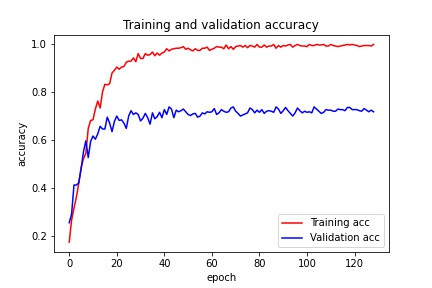 Training and validation accuracy
accuracy
1.0
0.8
0.6
0.4
0.2
Training acc
Validation acc
0 20 40 60 80 100 120
epoch